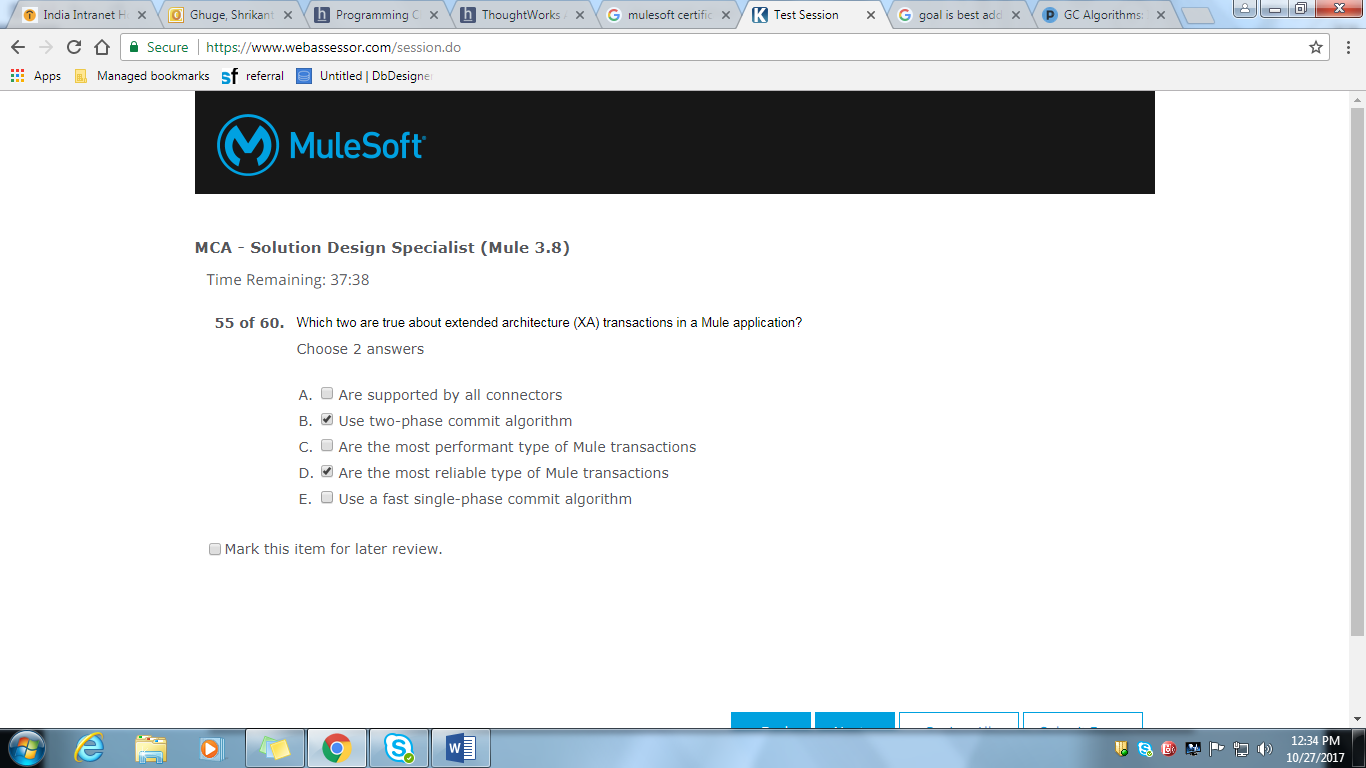 India Intranet H
Ghuge, Shrikant
Programming C
ThoughtWorks A
mulesoft certific
Test Session
goal is best add
GC Algorithms:
Secure https://www.webassessor.com/session.do
Apps Managed bookmarks sf referral Untitled | DbDesigner
MuleSoft
MCA - Solution Design Specialist (Mule 3.8)
Time Remaining: 37:38
55 of 60. Which two are true about extended architecture (XA) transactions in a Mule application?
Choose 2 answers
A. Are supported by all connectors
B. Use two-phase commit algorithm
C. Are the most performant type of Mule transactions
D. Are the most reliable type of Mule transactions
E. Use a fast single-phase commit algorithm
Mark this item for later review.
12:34 PM
10/27/2017